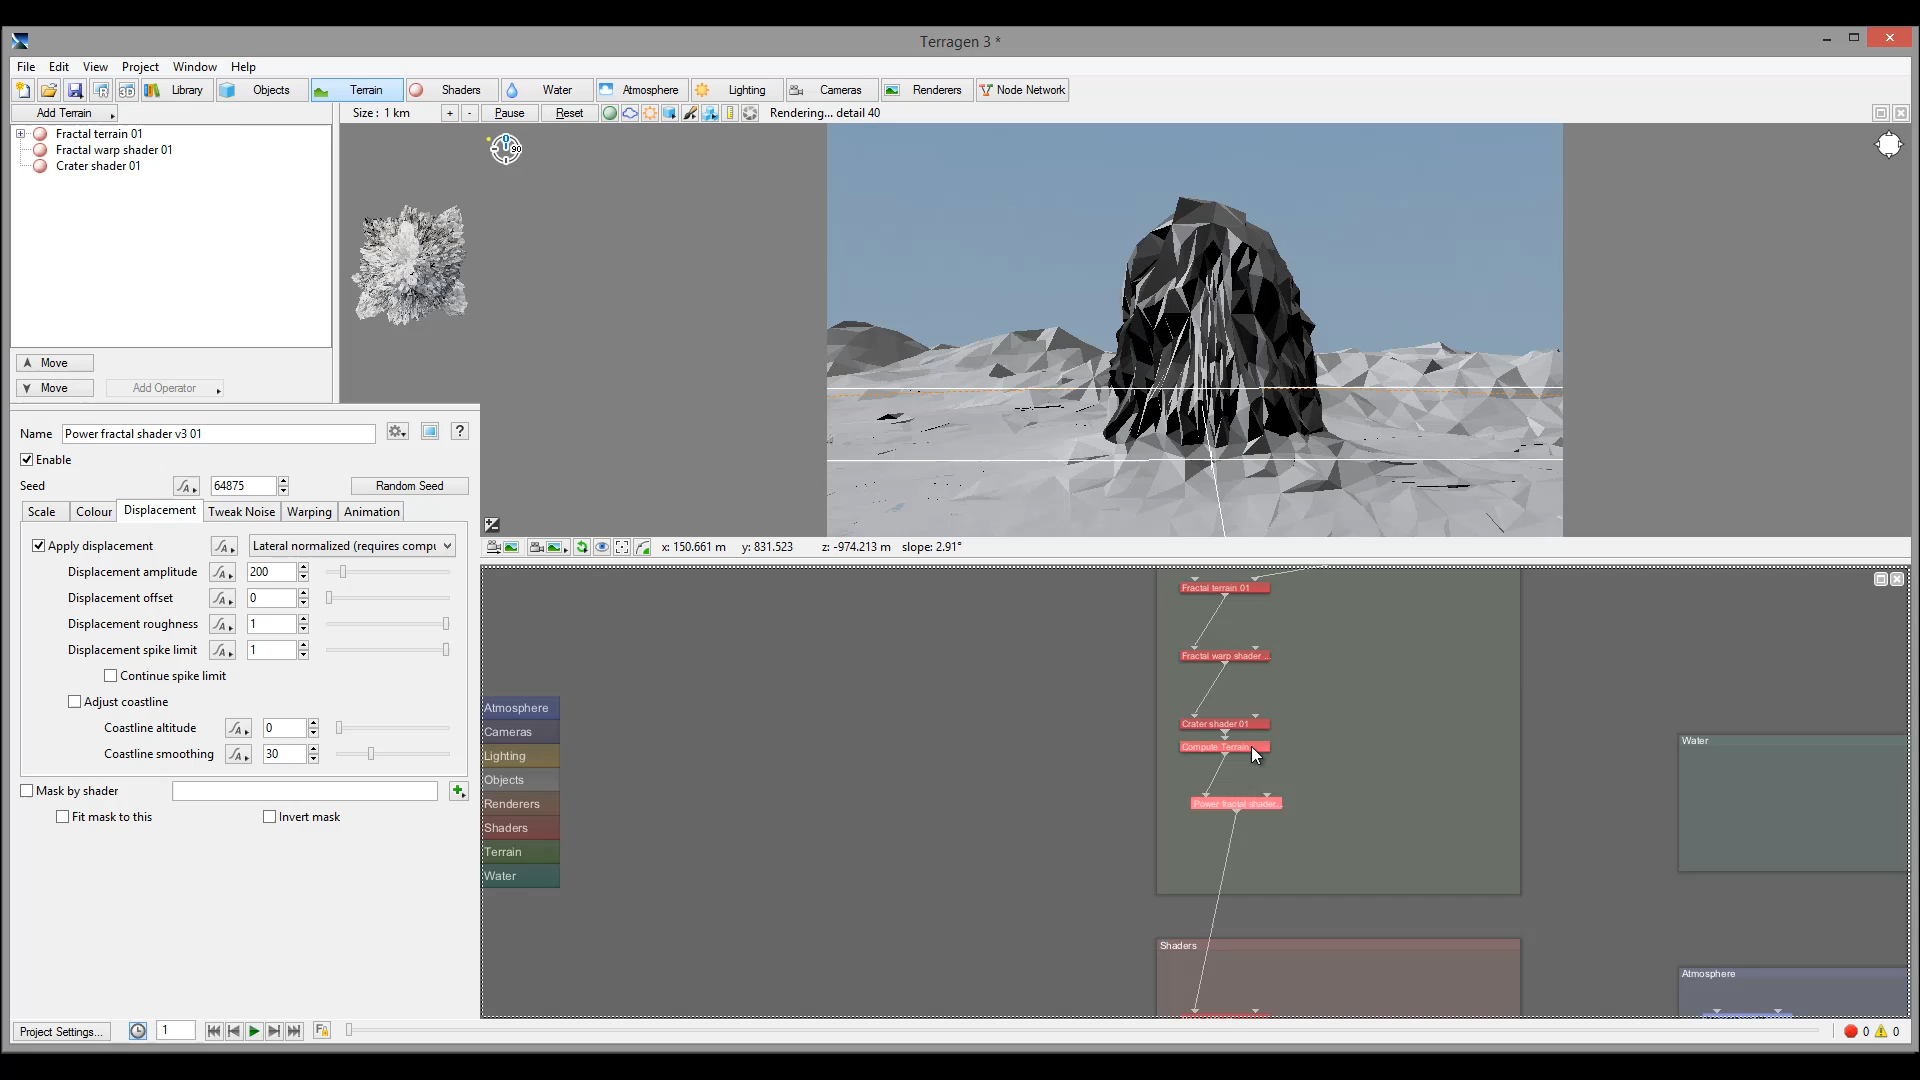 Terragen 3 *
File Edit View Project Window Help
Library Objects Terrain Shaders Water Atmosphere Lighting Cameras Renderers Node Network
Add Terrain
Size : 1 km + - Pause Reset Rendering... detail 40
Fractal terrain 01
Fractal warp shader 01
Crater shader 01
90
Move
Move Add Operator
Name Power fractal shader v3 01 ?
Enable
Seed 64875 Random Seed
Scale Colour Displacement Tweak Noise Warping Animation
Apply displacement Lateral normalized (requires compu
Displacement amplitude 200
Displacement offset 0
Displacement roughness 1
Displacement spike limit 1
Continue spike limit
Adjust coastline
Coastline altitude 0
Coastline smoothing 30
Mask by shader
Fit mask to this Invert mask
x: 150.661 m y: 831.523 z: -974.213 m slope: 2.91°
Fractal terrain 01
Fractal warp shader ...
Crater shader 01
Compute Terrain
Power fractal shader...
Atmosphere
Cameras
Lighting
Objects
Renderers
Shaders
Terrain
Water
Water
Shaders
Atmosphere
Project Settings... 1 0 0